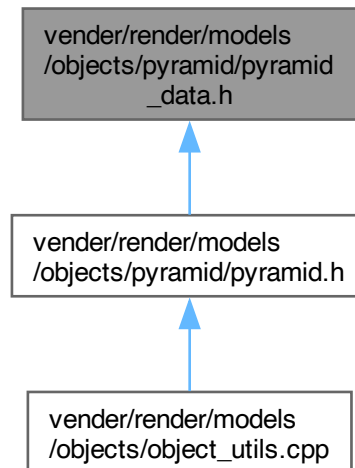 vender/render/models
/objects/pyramid/pyramid
_data.h
vender/render/models
/objects/pyramid/pyramid.h
vender/render/models
/objects/object_utils.cpp